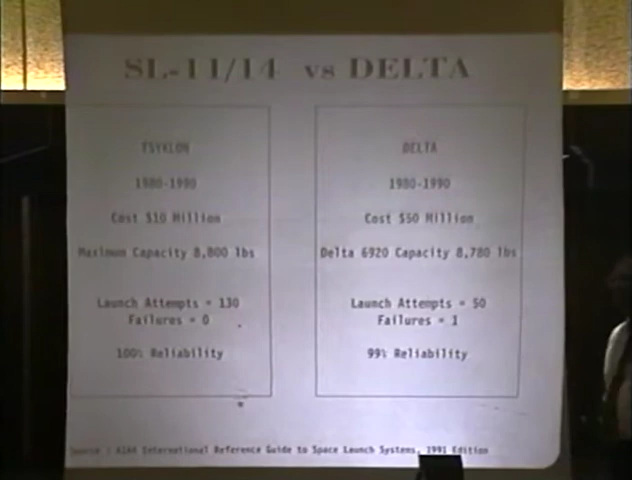 SL-11/14 vs DELTA
TSYKLON
1980-1990
Cost $10 Million
Maximum Capacity 8,800 lbs
Launch Attempts = 130
Failures = 0
100% Reliability
DELTA
1980-1990
Cost $50 Million
Delta 6920 Capacity 8,780 lbs
Launch Attempts = 50
Failures = 1
99% Reliability
Source : AIAA International Reference Guide to Space Launch Systems, 1991 Edition